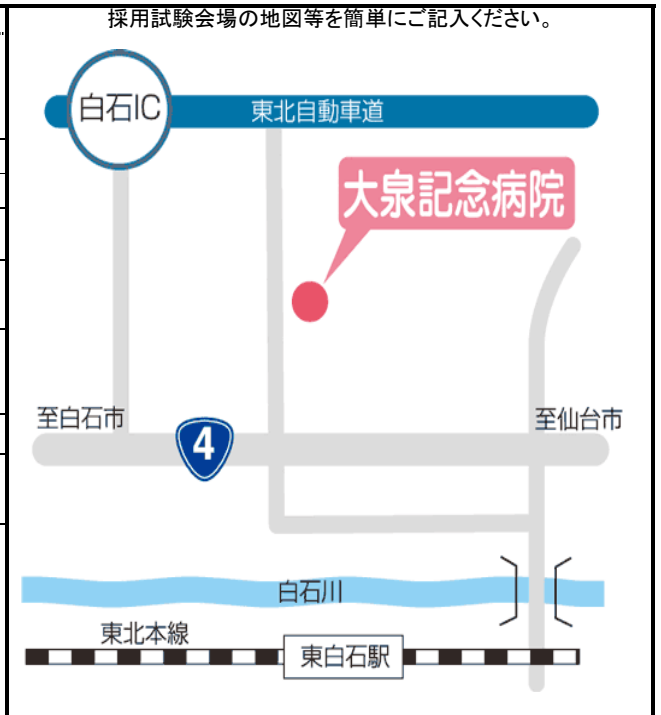 採用試験会場の地図等を簡単にご記入ください。
白石IC
東北自動車道
大泉記念病院
至白石市
4
至仙台市
白石川
東北本線
東白石駅